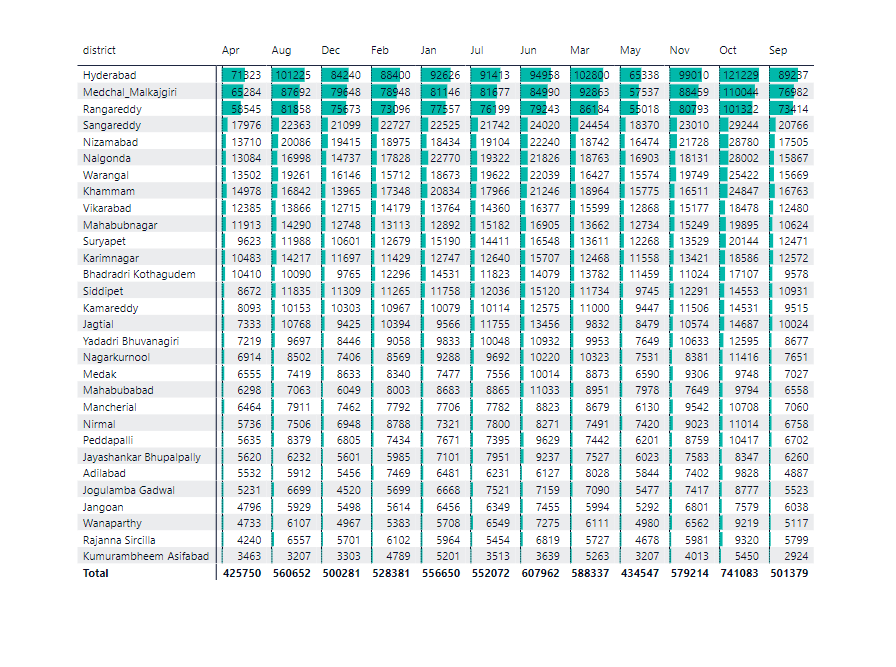 district Apr Aug Dec Feb Jan Jul Jun Mar May Nov Oct Sep
Hyderabad 71323 101225 84240 88400 92626 91413 94958 102800 65338 99010 121229 89237
Medchal_Malkajgiri 65284 87692 79648 78948 81146 81677 84990 92863 57537 88459 110044 76982
Rangareddy 58545 81858 75673 73096 77557 76199 79243 86184 55018 80793 101322 73414
Sangareddy 17976 22363 21099 22727 22525 21742 24020 24454 18370 23010 29244 20766
Nizamabad 13710 20086 19415 18975 18434 19104 22240 18742 16474 21728 28780 17505
Nalgonda 13084 16998 14737 17828 22770 19322 21826 18763 16903 18131 28002 15867
Warangal 13502 19261 16146 15712 18673 19622 22039 16427 15574 19749 25422 15669
Khammam 14978 16842 13965 17348 20834 17966 21246 18964 15775 16511 24847 16763
Vikarabad 12385 13866 12715 14179 13764 14360 16377 15599 12868 15177 18478 12480
Mahabubnagar 11913 14290 12748 13113 12892 15182 16905 13662 12734 15249 19895 10624
Suryapet 9623 11988 10601 12679 15190 14411 16548 13611 12268 13529 20144 12471
Karimnagar 10483 14217 11697 11429 12747 12640 15707 12468 11558 13421 18586 12572
Bhadradri Kothagudem 10410 10090 9765 12296 14531 11823 14079 13782 11459 11024 17107 9578
Siddipet 8672 11835 11309 11265 11758 12036 15120 11734 9745 12291 14553 10931
Kamareddy 8093 10153 10303 10967 10079 10114 12575 11000 9447 11506 14531 9515
Jagtial 7333 10768 9425 10394 9566 11755 13456 9832 8479 10574 14687 10024
Yadadri Bhuvanagiri 7219 9697 8446 9058 9833 10048 10932 9953 7649 10633 12595 8677
Nagarkurnool 6914 8502 7406 8569 9288 9692 10220 10323 7531 8381 11416 7651
Medak 6555 7419 8633 8340 7477 7556 10014 8873 6590 9306 9748 7027
Mahabubabad 6298 7063 6049 8003 8683 8865 11033 8951 7978 7649 9794 6558
Mancherial 6464 7911 7462 7792 7706 7782 8823 8679 6130 9542 10708 7060
Nirmal 5736 7506 6948 8788 7321 7800 8271 7491 7420 9023 11014 6758
Peddapalli 5635 8379 6805 7434 7671 7395 9629 7442 6201 8759 10417 6702
Jayashankar Bhupalpally 5620 6232 5601 5985 7101 7951 9237 7527 6023 7583 8347 6260
Adilabad 5532 5912 5456 7469 6481 6231 6127 8028 5844 7402 9828 4887
Jogulamba Gadwal 5231 6699 4520 5699 6668 7521 7159 7090 5477 7417 8777 5523
Jangoan 4796 5929 5498 5614 6456 6349 7455 5994 5292 6801 7579 6038
Wanaparthy 4733 6107 4967 5383 5708 6549 7275 6111 4980 6562 9219 5117
Rajanna Sircilla 4240 6557 5701 6102 5964 5454 6819 5727 4678 5981 9320 5799
Kumurambheem Asifabad 3463 3207 3303 4789 5201 3513 3639 5263 3207 4013 5450 2924
Total 425750 560652 500281 528381 556650 552072 607962 588337 434547 579214 741083 501379